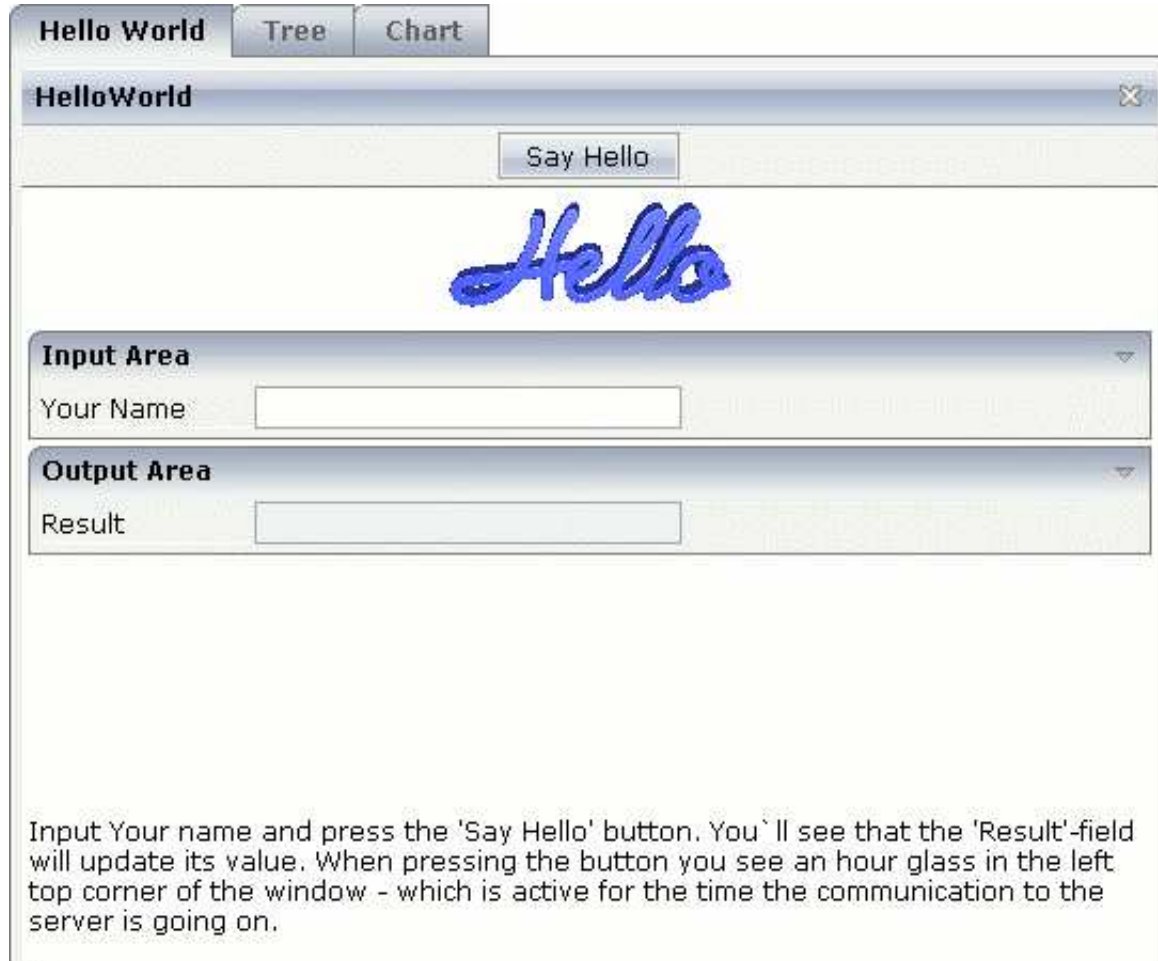 Hello World Tree Chart
HelloWorld
Say Hello
Hello
Input Area
Your Name
Output Area
Result
Input Your name and press the 'Say Hello' button. You`ll see that the 'Result'-field
will update its value. When pressing the button you see an hour glass in the left
top corner of the window - which is active for the time the communication to the
server is going on.